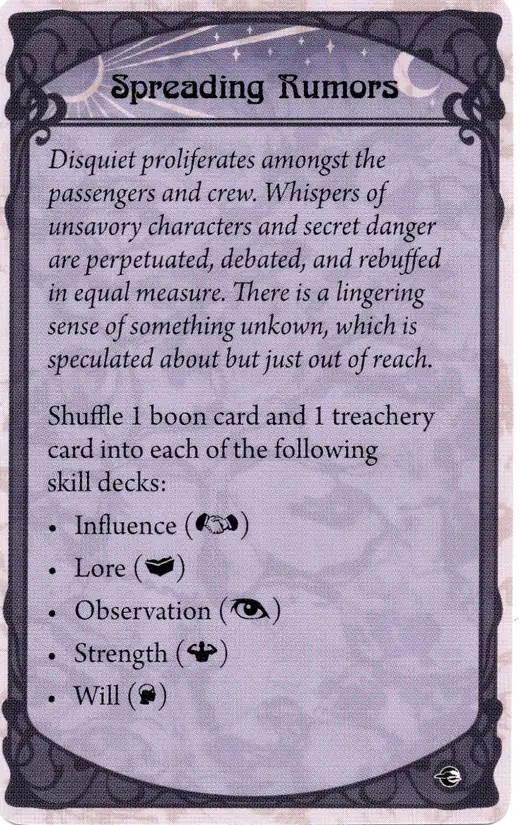 Spreading Rumors
Disquiet proliferates amongst the
passengers and crew. Whispers of
unsavory characters and secret danger
are perpetuated, debated, and rebuffed
in equal measure. There is a lingering
sense of something unkown, which is
speculated about but just out of reach.
Shuffle 1 boon card and 1 treachery
card into each of the following
skill decks:
• Influence ( )
• Lore ( )
• Observation ( )
• Strength ( )
• Will ( )